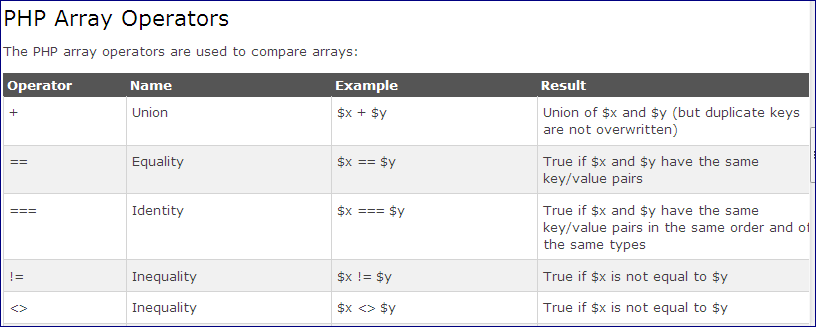 PHP Array Operators
The PHP array operators are used to compare arrays:
Operator Name Example Result
+ Union $x + $y Union of $x and $y (but duplicate keys
are not overwritten)
== Equality $x == $y True if $x and $y have the same
key/value pairs
=== Identity $x === $y True if $x and $y have the same
key/value pairs in the same order and of
the same types
!= Inequality $x != $y True if $x is not equal to $y
<> Inequality $x <> $y True if $x is not equal to $y